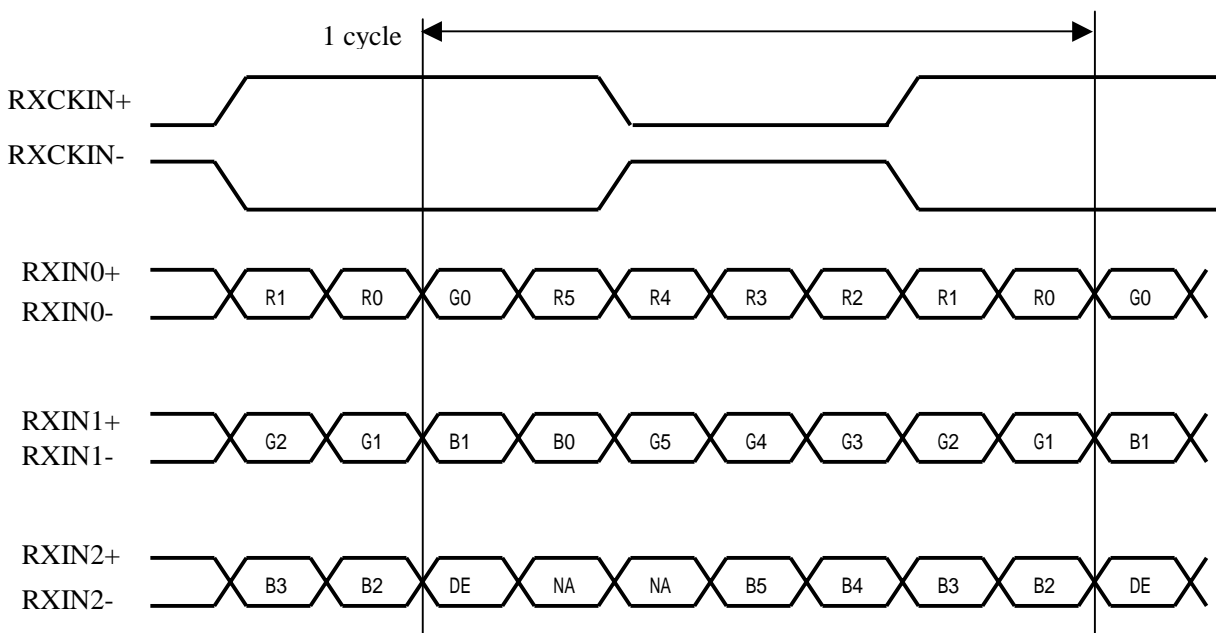 1 cycle
RXCKIN+
RXCKIN-
RXIN0+
RXIN0-
R1 R0 G0 R5 R4 R3 R2 R1 R0 G0
RXIN1+
RXIN1-
G2 G1 B1 B0 G5 G4 G3 G2 G1 B1
RXIN2+
RXIN2-
B3 B2 DE NA NA B5 B4 B3 B2 DE